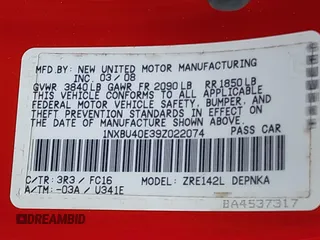 MFD.BY: NEW UNITED MOTOR MANUFACTURING
INC. 03/08
GVWR 3840LB GAWR FR 2090LB RR1850LB
THIS VEHICLE CONFORMS TO ALL APPLICABLE
FEDERAL MOTOR VEHICLE SAFETY, BUMPER, AND
THEFT PREVENTION STANDARDS IN EFFECT ON THE
DATE OF MANUFACTURE SHOWN ABOVE.
1NXBU40E39Z022074 PASS CAR
C/TR: 3R3 / FC16 MODEL: ZRE142L DEPNKA
A/TM: -03A / U341E
BA4537317
DREAMBID